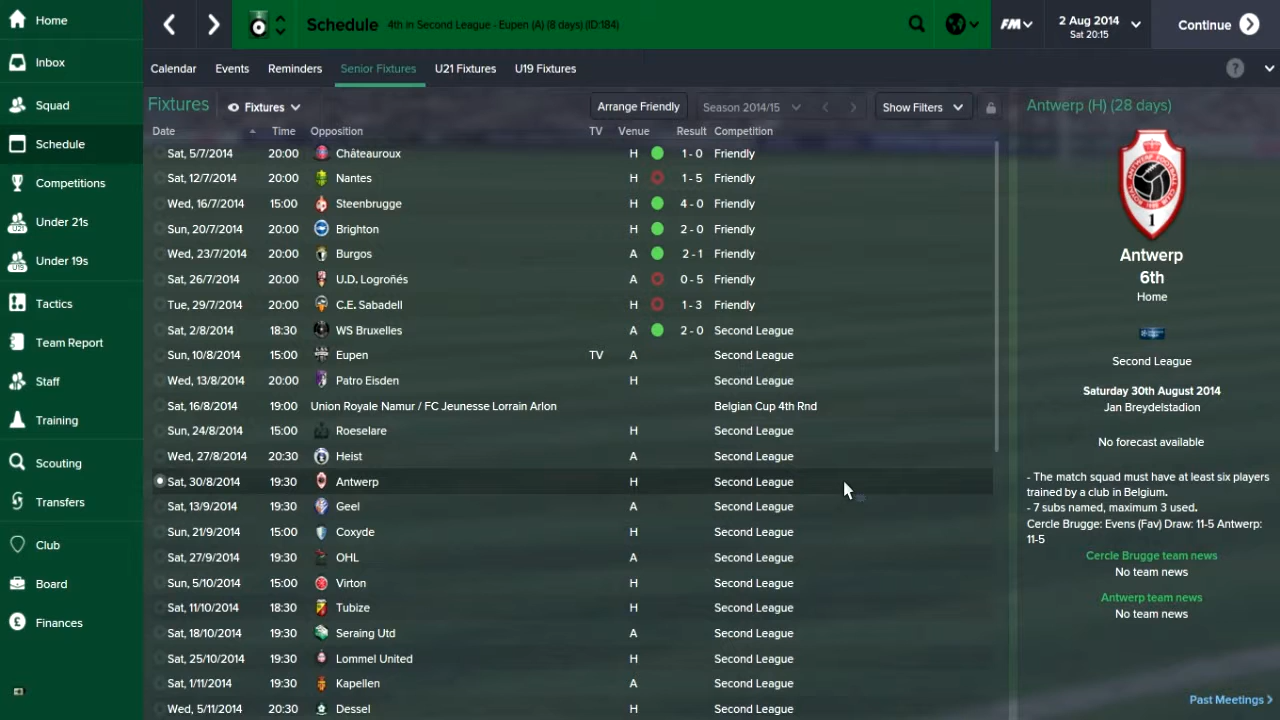 Home
Inbox
Squad
Schedule
Competitions
Under 21s
Under 19s
Tactics
Team Report
Staff
Training
Scouting
Transfers
Club
Board
Finances
Schedule 4th in Second League - Eupen (A) (8 days) (ID:184)
FM
2 Aug 2014
Sat 20:15
Continue
Calendar Events Reminders Senior Fixtures U21 Fixtures U19 Fixtures
Fixtures Fixtures Arrange Friendly Season 2014/15 Show Filters
Date Time Opposition TV Venue Result Competition
Sat, 5/7/2014 20:00 Châteauroux H 1 - 0 Friendly
Sat, 12/7/2014 20:00 Nantes H 1 - 5 Friendly
Wed, 16/7/2014 15:00 Steenbrugge H 4 - 0 Friendly
Sun, 20/7/2014 20:00 Brighton H 2 - 0 Friendly
Wed, 23/7/2014 20:00 Burgos A 2 - 1 Friendly
Sat, 26/7/2014 20:00 U.D. Logroñés A 0 - 5 Friendly
Tue, 29/7/2014 20:00 C.E. Sabadell H 1 - 3 Friendly
Sat, 2/8/2014 18:30 WS Bruxelles A 2 - 0 Second League
Sun, 10/8/2014 15:00 Eupen TV A Second League
Wed, 13/8/2014 20:00 Patro Eisden H Second League
Sat, 16/8/2014 19:00 Union Royale Namur / FC Jeunesse Lorrain Arlon Belgian Cup 4th Rnd
Sun, 24/8/2014 15:00 Roeselare H Second League
Wed, 27/8/2014 20:30 Heist A Second League
Sat, 30/8/2014 19:30 Antwerp H Second League
Sat, 13/9/2014 19:30 Geel A Second League
Sun, 21/9/2014 15:00 Coxyde H Second League
Sat, 27/9/2014 19:30 OHL A Second League
Sun, 5/10/2014 15:00 Virton H Second League
Sat, 11/10/2014 18:30 Tubize H Second League
Sat, 18/10/2014 19:30 Seraing Utd A Second League
Sat, 25/10/2014 19:30 Lommel United H Second League
Sat, 1/11/2014 19:30 Kapellen A Second League
Wed, 5/11/2014 20:30 Dessel H Second League
Antwerp (H) (28 days)
1
Antwerp
6th
Home
Second League
Saturday 30th August 2014
Jan Breydelstadion
No forecast available
- The match squad must have at least six players
trained by a club in Belgium.
- 7 subs named, maximum 3 used.
Cercle Brugge: Evens (Fav) Draw: 11-5 Antwerp:
11-5
Cercle Brugge team news
No team news
Antwerp team news
No team news
Past Meetings >